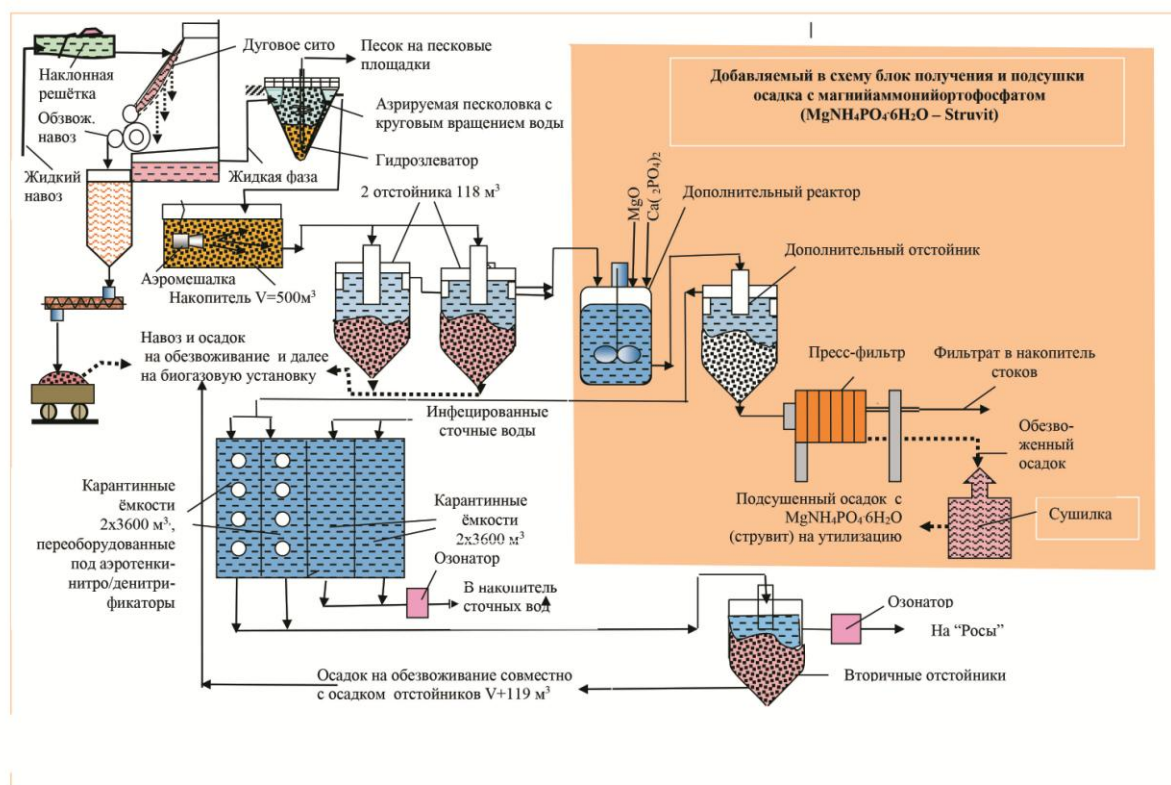 Дуговое сито
Песок на песковые
площадки
Наклонная
решётка
Обзвож.
навоз
Жидкий
навоз
Аэрируемая песколовка с
круговым вращением воды
Гидроэлеватор
Жидкая фаза
2 отстойника 118 м³
Аэромешалка
Накопитель V=500м³
Навоз и осадок
на обезвоживание и далее
на биогазовую установку
Добавляемый в схему блок получения и подсушки
осадка с магнийаммонийортофосфатом
(MgNH₄PO₄·6H₂O – Struvit)
MgO
Ca( ₂PO₄)₂
Дополнительный реактор
Дополнительный отстойник
Пресс-фильтр
Фильтрат в накопитель
стоков
Обезво-
женный
осадок
Подсушенный осадок с
MgNH₄PO₄·6H₂O
(струвит) на утилизацию
Сушилка
Инфецированные
сточные воды
Карантинные
ёмкости
2х3600 м³,
переоборудованные
под аэротенки-
нитро/денитри-
фикаторы
Карантинные
ёмкости
2х3600 м³
Озонатор
В накопитель
сточных вод
Озонатор
На “Росы”
Вторичные отстойники
Осадок на обезвоживание совместно
с осадком отстойников V+119 м³